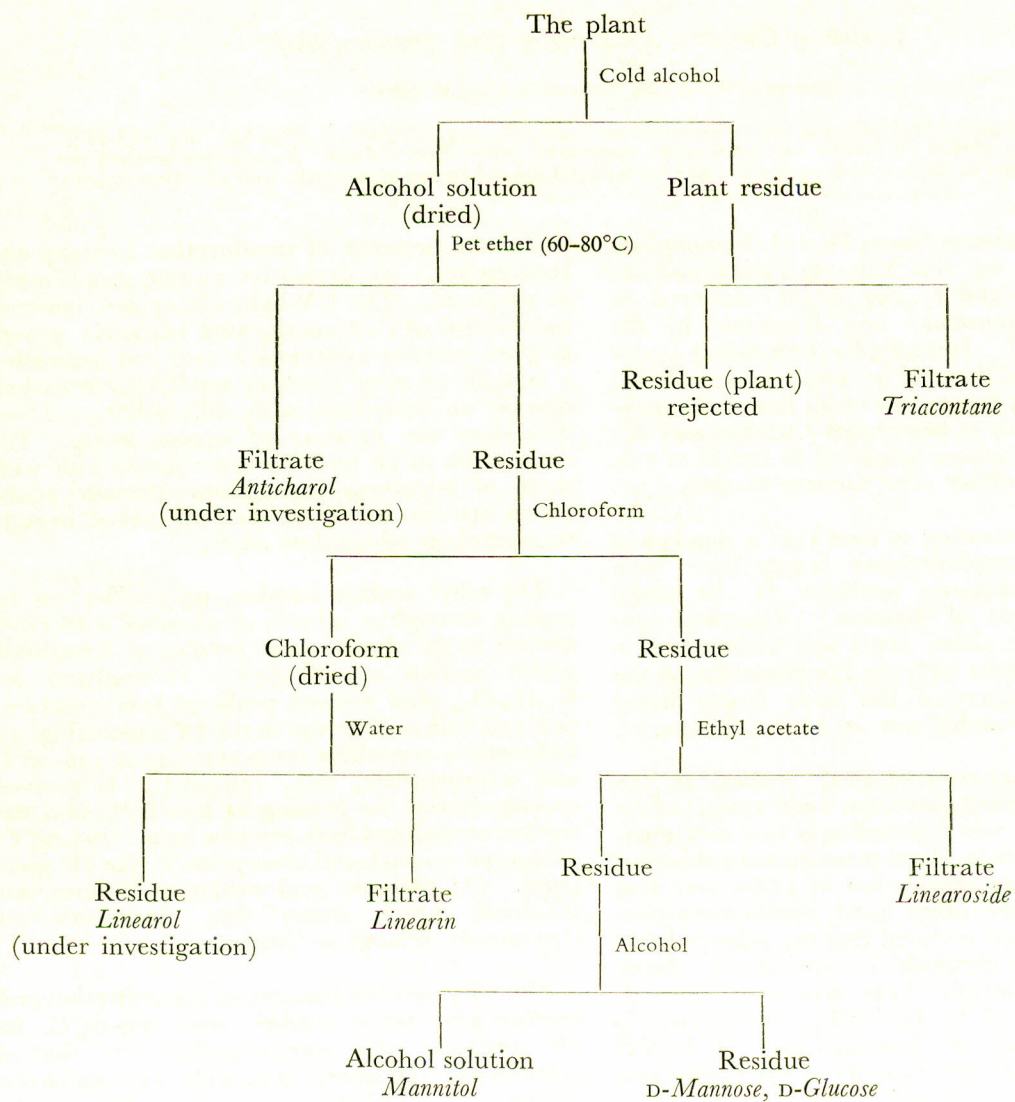 The plant
Cold alcohol
Alcohol solution
(dried)
Plant residue
Pet ether (60–80°C)
Residue (plant)
rejected
Filtrate
Triacontane
Filtrate
Anticharol
(under investigation)
Residue
Chloroform
Chloroform
(dried)
Residue
Water
Ethyl acetate
Residue
Linearol
(under investigation)
Filtrate
Linearin
Residue
Filtrate
Linearoside
Alcohol
Alcohol solution
Mannitol
Residue
D-Mannose, D-Glucose